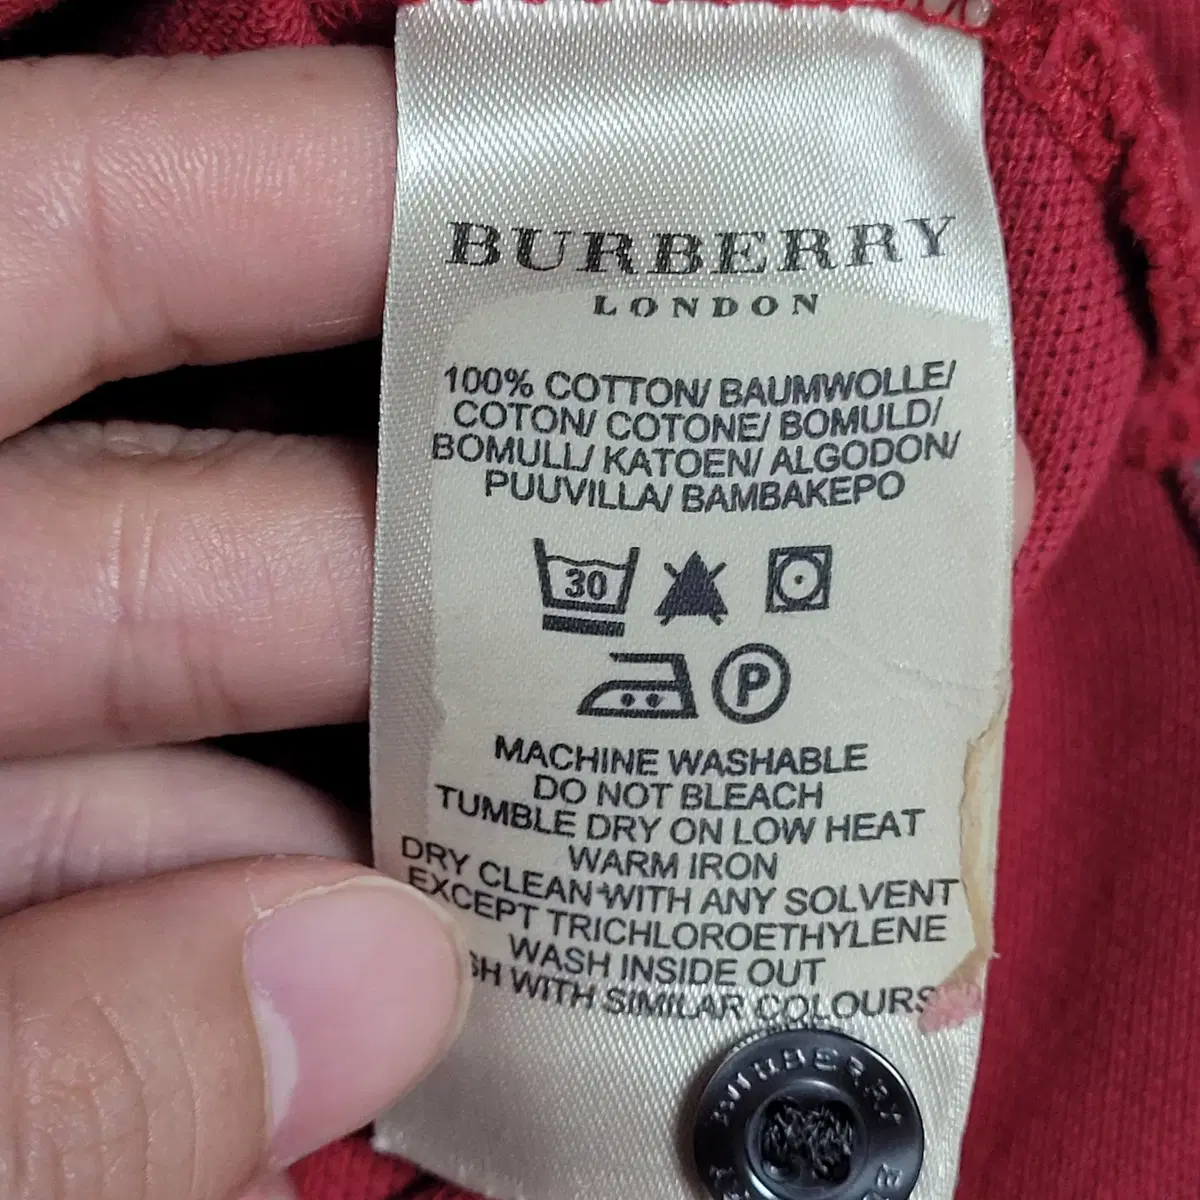 BURBERRY
LONDON
100% COTTON/ BAUMWOLLE/
COTON/ COTONE/ BOMULD/
BOMULL/ KATOEN/ ALGODON/
PUUVILLA/ BAMBAKEPO
30
P
MACHINE WASHABLE
DO NOT BLEACH
TUMBLE DRY ON LOW HEAT
WARM IRON
DRY CLEAN WITH ANY SOLVENT
EXCEPT TRICHLOROETHYLENE
WASH INSIDE OUT
WITH SIMILAR COLOURS
BURBERRY